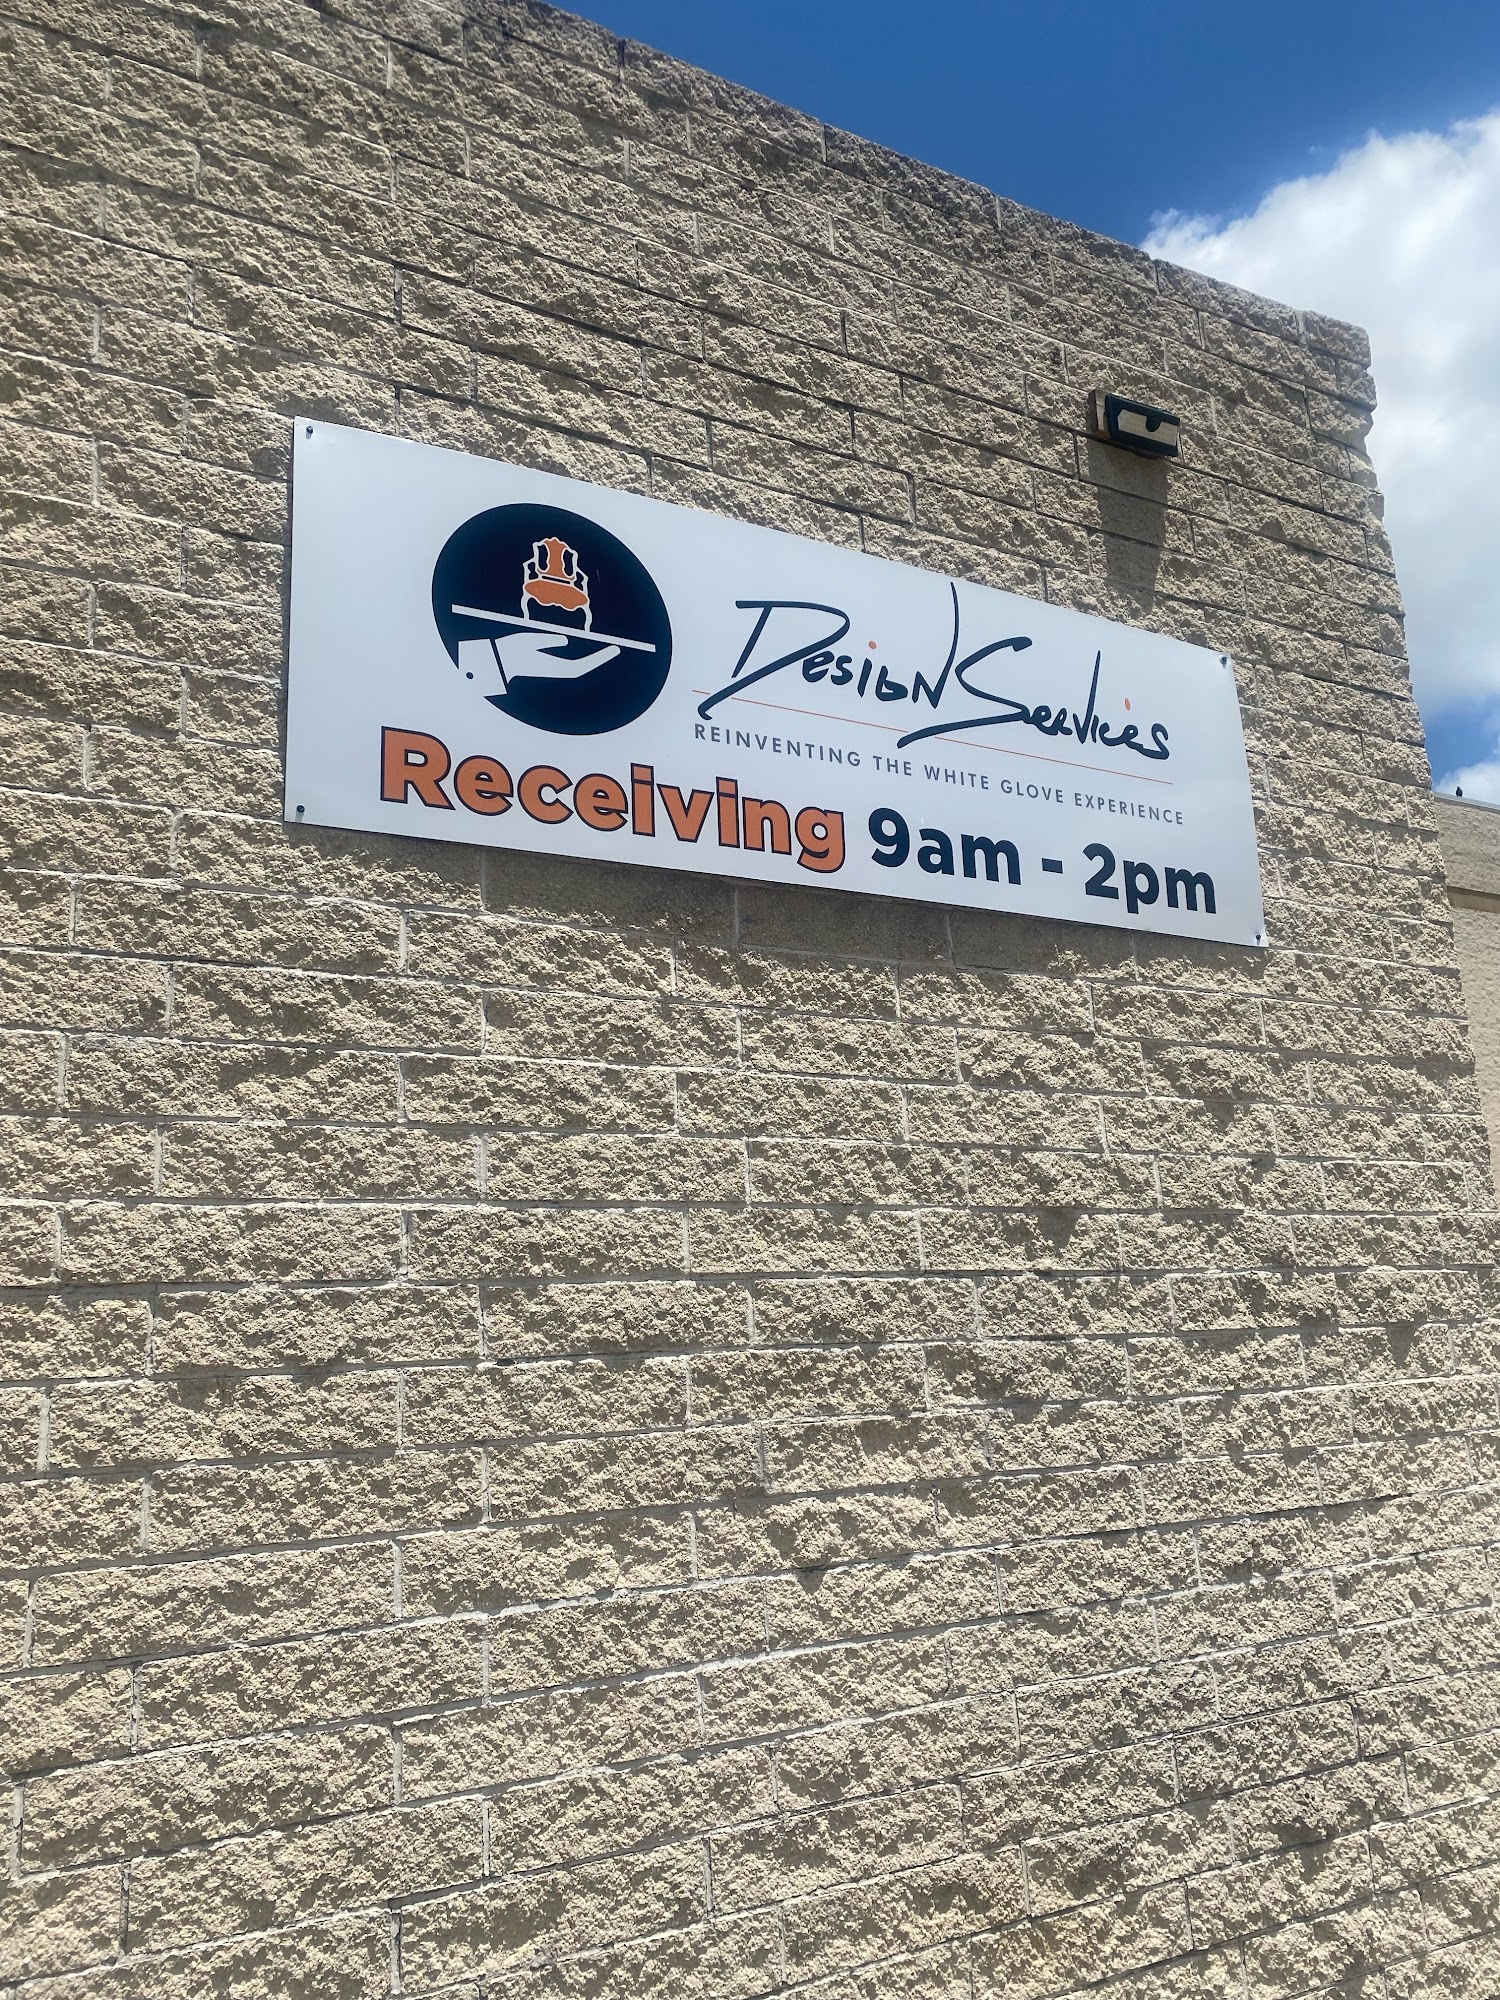 Design Services
REINVENTING THE WHITE GLOVE EXPERIENCE
Receiving 9am - 2pm